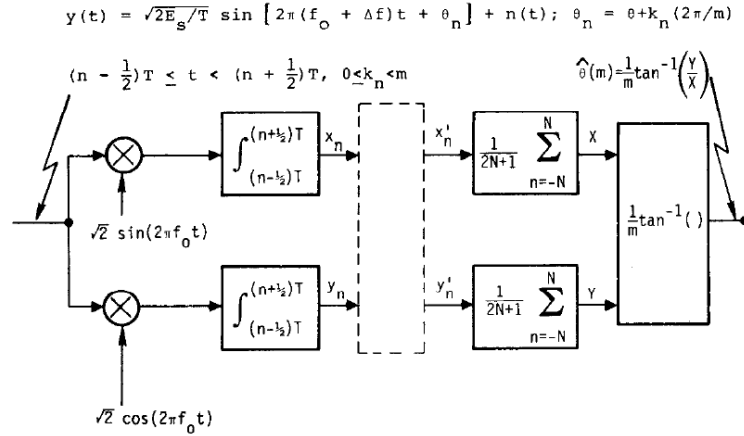 y(t) = √2E_s/T sin [2π(f_o + Δf)t + θ_n] + n(t); θ_n = θ+k_n(2π/m)
(n - 1/2)T ≤ t < (n + 1/2)T, 0≤k_n<m
θ̂(m)=1/m tan⁻¹(Y/X)
∫ (n+½)T (n-½)T
x_n
x'_n
1/2N+1 Σ N n=-N
X
√2 sin(2πf_ot)
1/m tan⁻¹( )
∫ (n+½)T (n-½)T
y_n
y'_n
1/2N+1 Σ N n=-N
Y
√2 cos(2πf_ot)